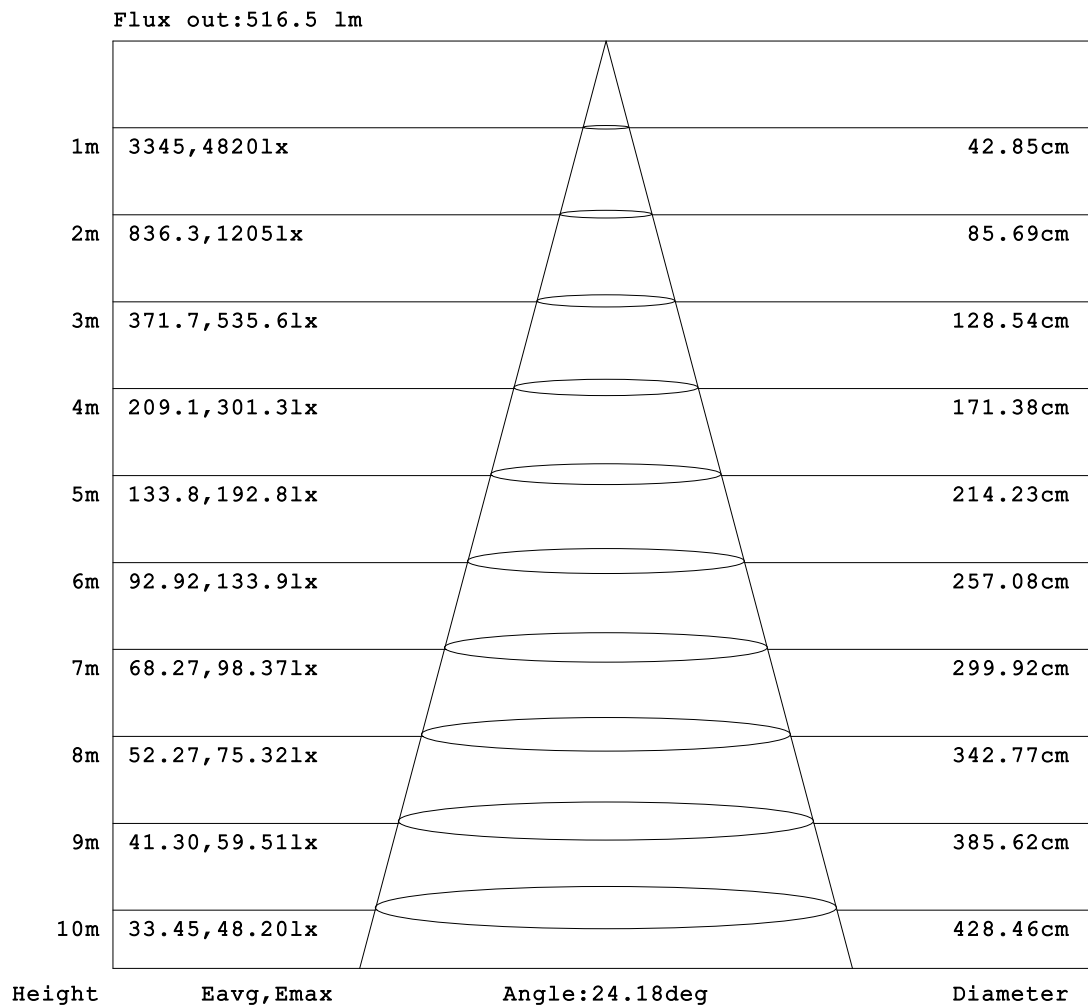 Flux out:516.5 lm
1m 3345,4820lx 42.85cm
2m 836.3,1205lx 85.69cm
3m 371.7,535.6lx 128.54cm
4m 209.1,301.3lx 171.38cm
5m 133.8,192.8lx 214.23cm
6m 92.92,133.9lx 257.08cm
7m 68.27,98.37lx 299.92cm
8m 52.27,75.32lx 342.77cm
9m 41.30,59.51lx 385.62cm
10m 33.45,48.20lx 428.46cm
Height Eavg,Emax Angle:24.18deg Diameter